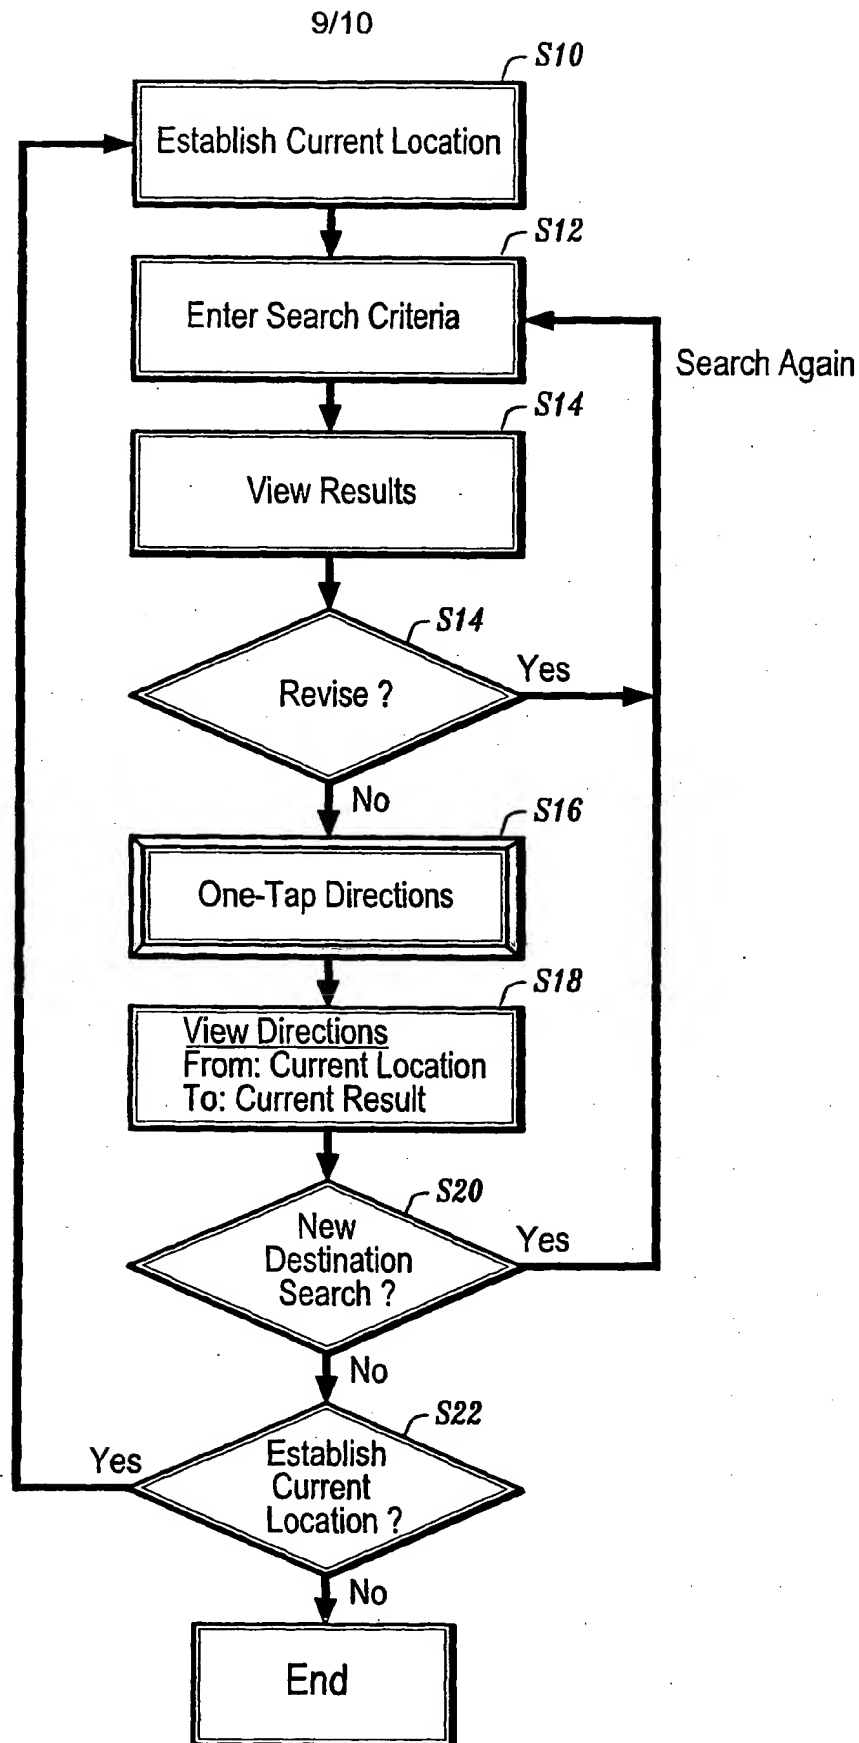 9/10
S10
Establish Current Location
S12
Enter Search Criteria
Search Again
S14
View Results
S14
Revise ?
Yes
No
S16
One-Tap Directions
S18
View Directions
From: Current Location
To: Current Result
S20
New
Destination
Search ?
Yes
No
S22
Yes
Establish
Current
Location ?
No
End